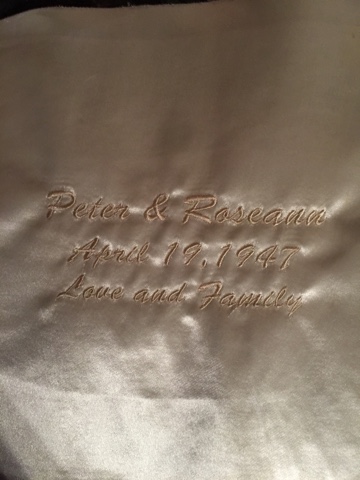 Peter & Roseann
April 19, 1947
Love and Family